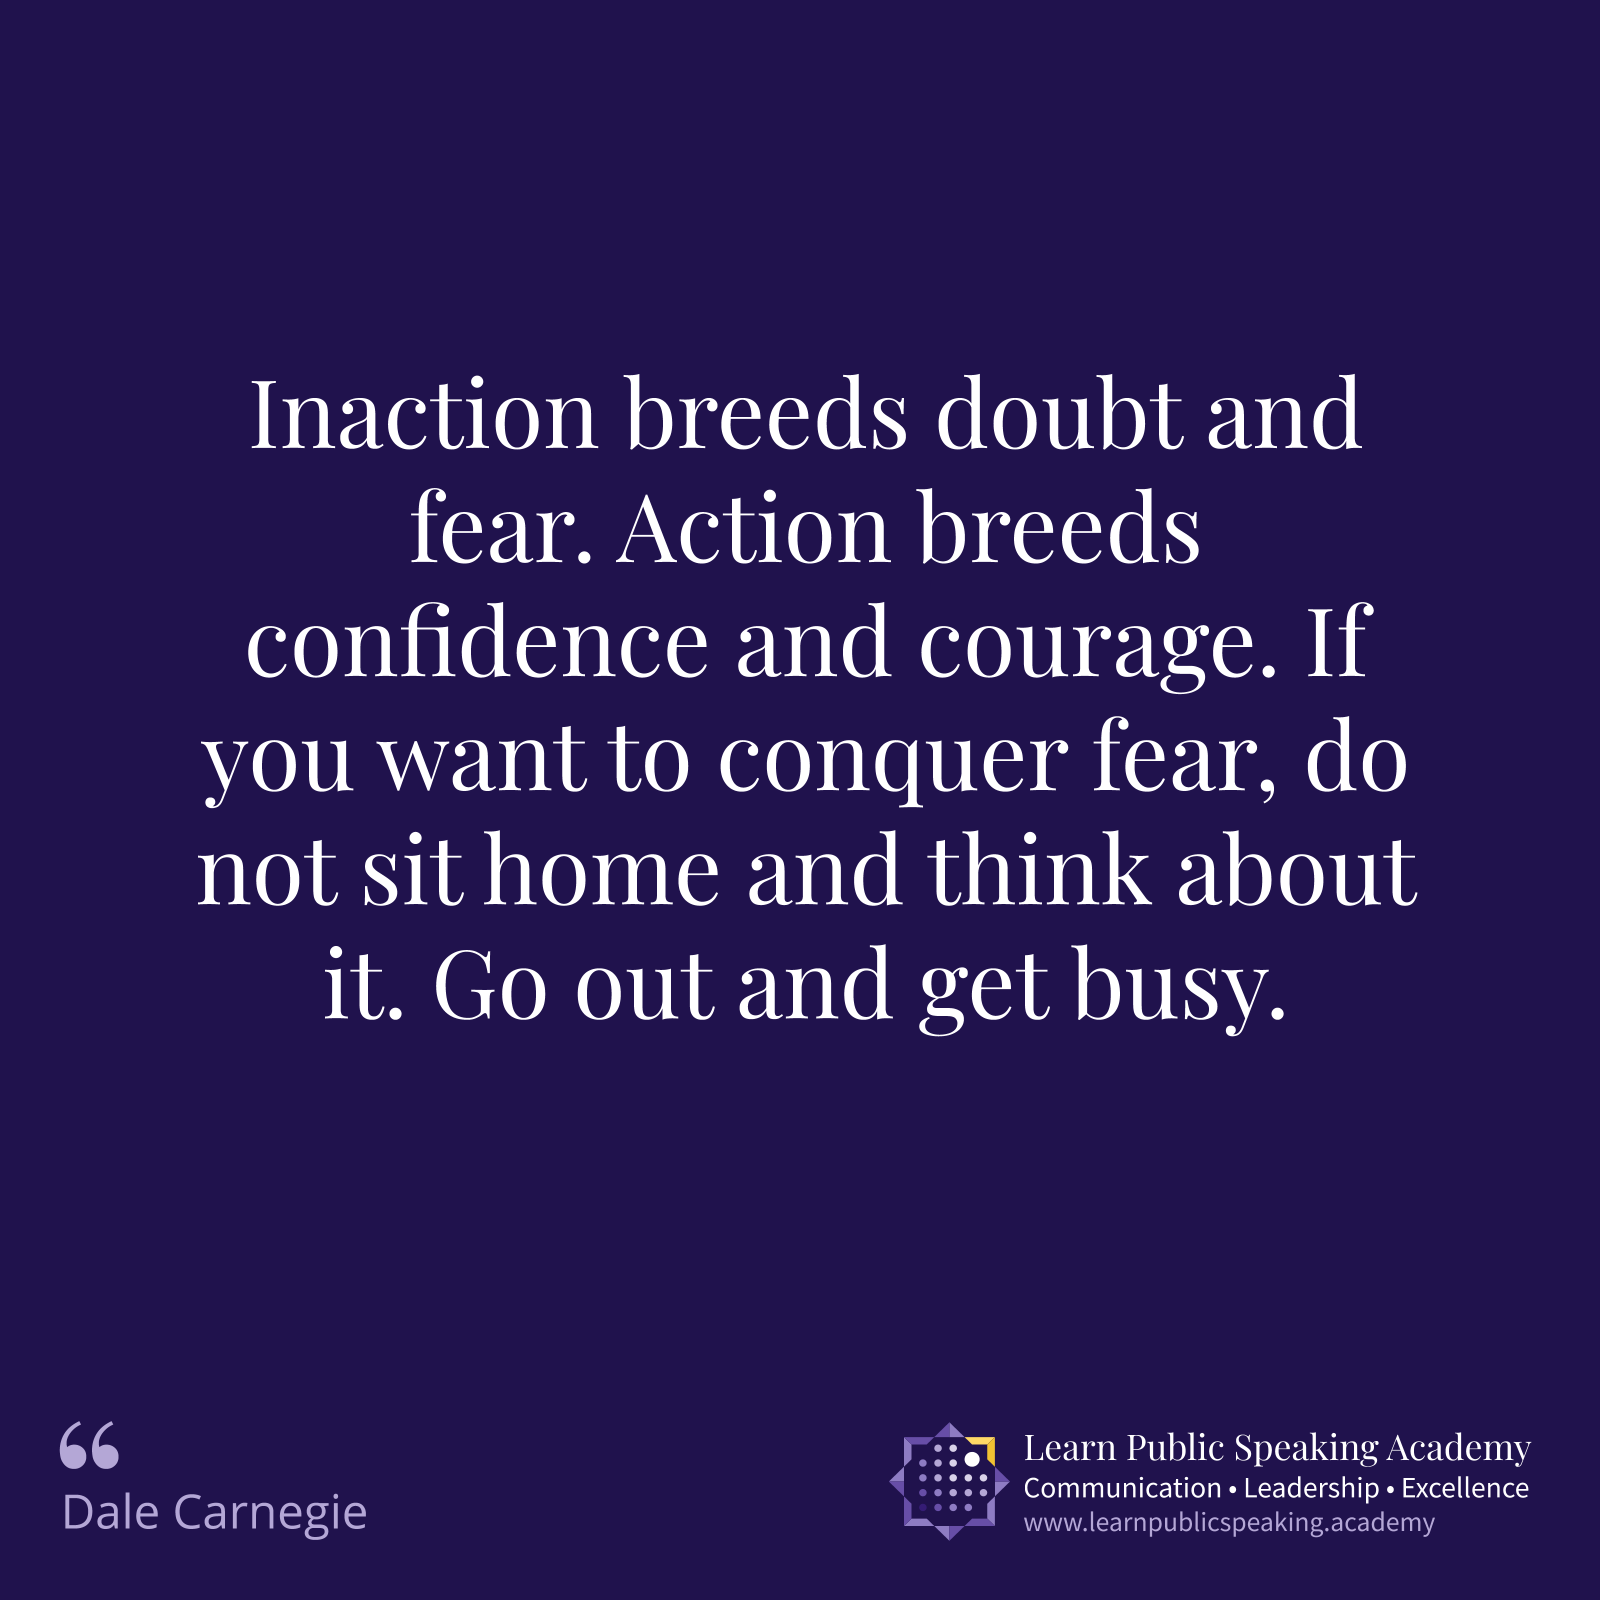 Inaction breeds doubt and
fear. Action breeds
confidence and courage. If
you want to conquer fear, do
not sit home and think about
it. Go out and get busy.
“
Dale Carnegie
Learn Public Speaking Academy
Communication • Leadership • Excellence
www.learnpublicspeaking.academy